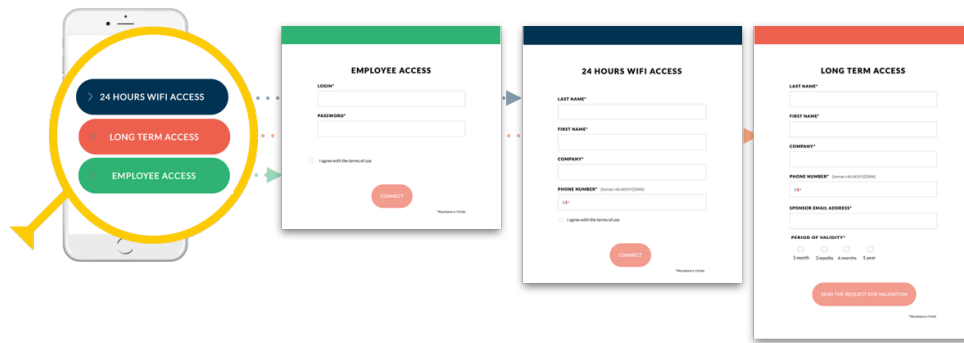 24 HOURS WIFI ACCESS
LONG TERM ACCESS
EMPLOYEE ACCESS
EMPLOYEE ACCESS
LOGIN*
PASSWORD*
I agree with the terms of use
CONNECT
*Mandatory fields
24 HOURS WIFI ACCESS
LAST NAME*
FIRST NAME*
COMPANY*
PHONE NUMBER*
I agree with the terms of use
CONNECT
*Mandatory fields
LONG TERM ACCESS
LAST NAME*
FIRST NAME*
COMPANY*
PHONE NUMBER*
SPONSOR EMAIL ADDRESS*
PERIOD OF VALIDITY*
1 month 3 months 6 months 1 year
SEND THE REQUEST FOR VALIDATION
*Mandatory fields